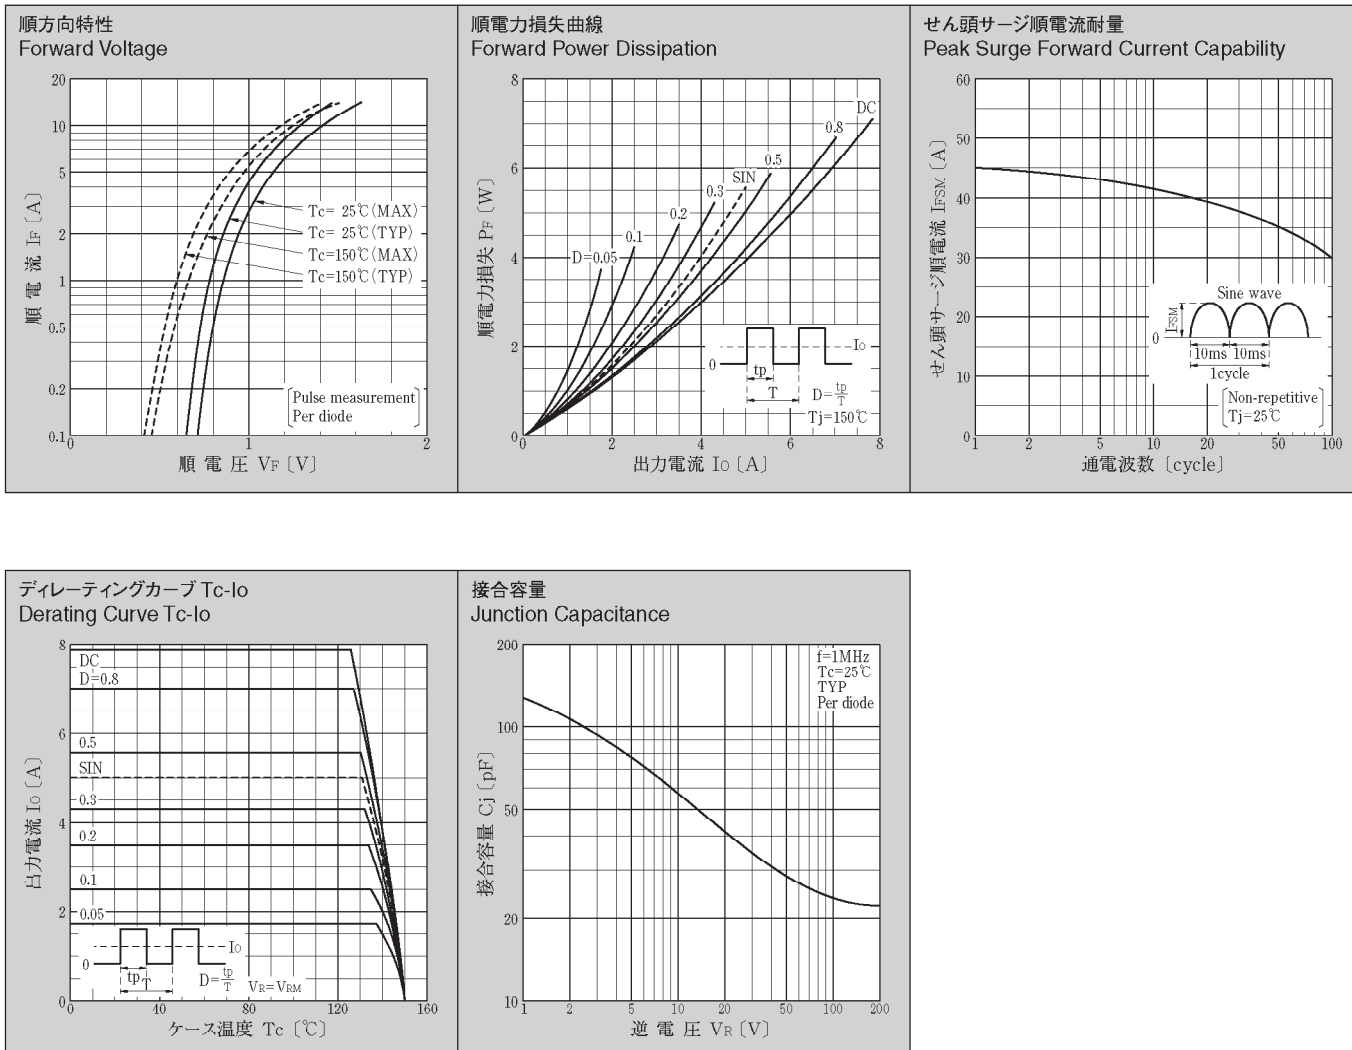 順方向特性
Forward Voltage
20
10
5
2
1
0.5
0.2
0.1
0
1
2
順電流 IF〔A〕
順電圧 VF〔V〕
Tc= 25℃(MAX)
Tc= 25℃(TYP)
Tc=150℃(MAX)
Tc=150℃(TYP)
Pulse measurement
Per diode
順電力損失曲線
Forward Power Dissipation
8
6
4
2
0
0
2
4
6
8
順電力損失 PF〔W〕
出力電流 IO〔A〕
DC
0.8
0.5
SIN
0.3
0.2
0.1
D=0.05
IO
0
tp
T
D=tp/T
Tj=150℃
せん頭サージ順電流耐量
Peak Surge Forward Current Capability
60
50
40
30
20
10
0
1
2
5
10
20
50
100
せん頭サージ順電流 IFSM〔A〕
通電波数〔cycle〕
Sine wave
IFSM
0
10ms
10ms
1cycle
Non-repetitive
Tj=25℃
ディレーティングカーブ Tc-Io
Derating Curve Tc-Io
8
6
4
2
0
0
40
80
120
160
出力電流 IO〔A〕
ケース温度 Tc〔℃〕
DC
D=0.8
0.5
SIN
0.3
0.2
0.1
0.05
IO
0
tp
T
D=tp/T
VR=VRM
接合容量
Junction Capacitance
200
100
50
20
10
1
2
5
10
20
50
100
200
接合容量 Cj〔pF〕
逆電圧 VR〔V〕
f=1MHz
Tc=25℃
TYP
Per diode